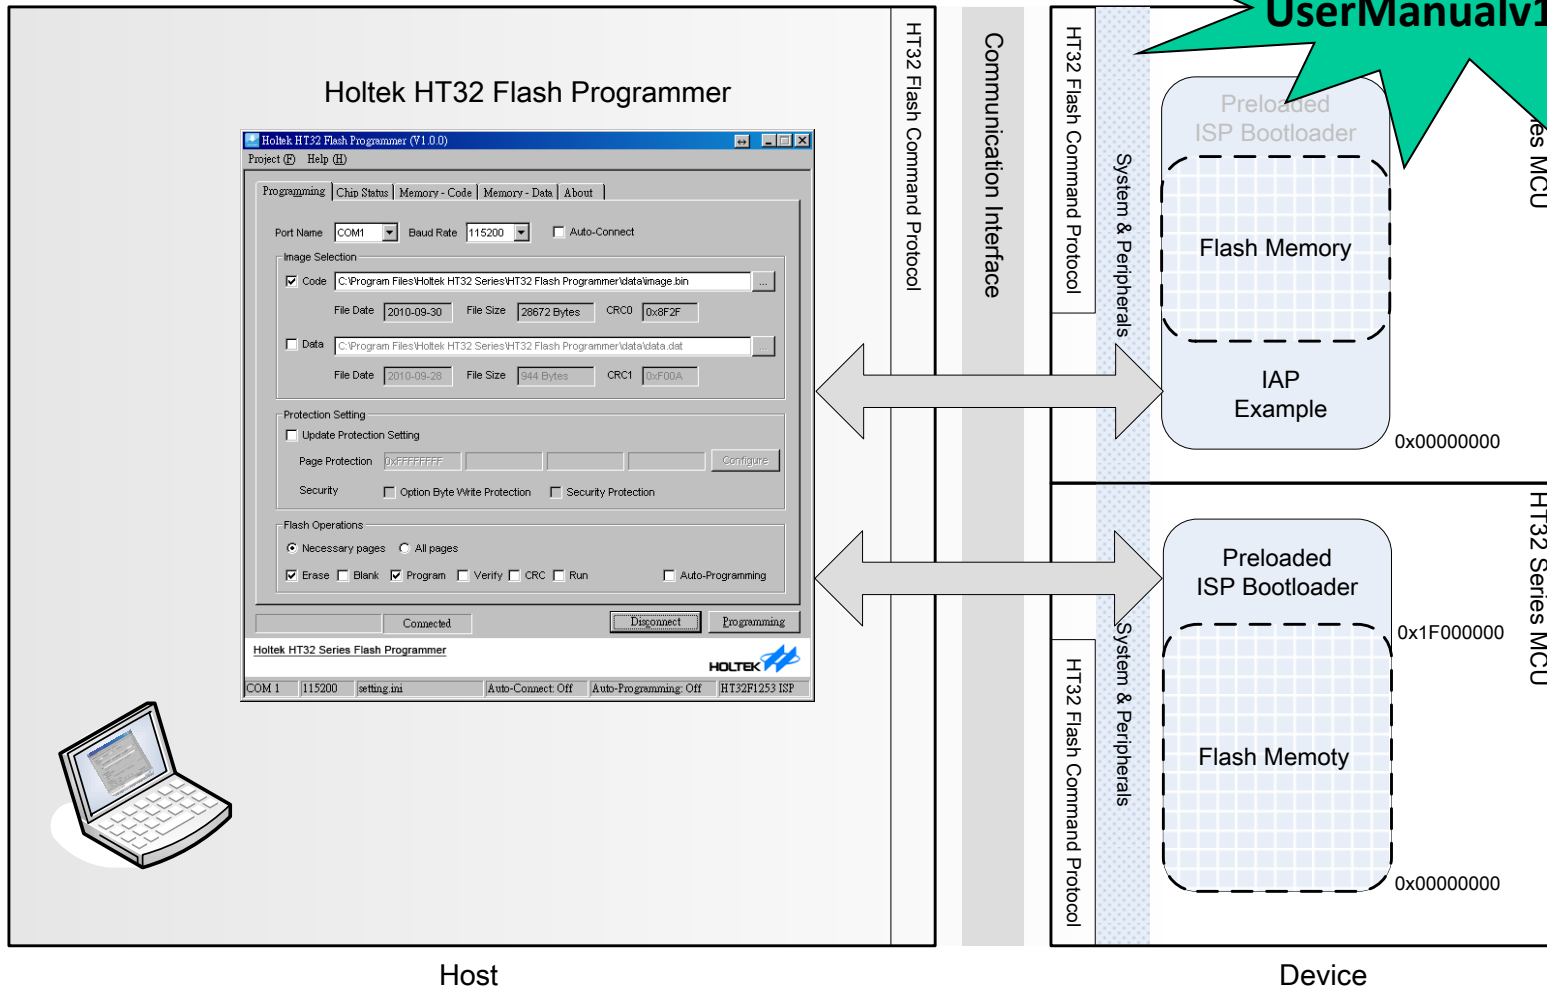 UserManualv1
Holtek HT32 Flash Programmer
Holtek HT32 Flash Programmer (V1.0.0)
Project (F) Help (H)
Programming Chip Status Memory - Code Memory - Data About
Port Name COM1 Baud Rate 115200 Auto-Connect
Image Selection
Code C:\Program Files\Holtek HT32 Series\HT32 Flash Programmer\data\image.bin ...
File Date 2010-09-30 File Size 28672 Bytes CRC0 0x8F2F
Data C:\Program Files\Holtek HT32 Series\HT32 Flash Programmer\data\data.dat ...
File Date 2010-09-28 File Size 944 Bytes CRC1 0xF00A
Protection Setting
Update Protection Setting
Page Protection 0xFFFFFFFF Configure
Security Option Byte Write Protection Security Protection
Flash Operations
Necessary pages All pages
Erase Blank Program Verify CRC Run Auto-Programming
Connected Disconnect Programming
Holtek HT32 Series Flash Programmer
HOLTEK
COM 1 115200 setting.ini Auto-Connect: Off Auto-Programming: Off HT32F1253 ISP
HT32 Flash Command Protocol
Communication Interface
HT32 Flash Command Protocol
System & Peripherals
Preloaded
ISP Bootloader
Flash Memory
IAP
Example
0x00000000
ies MCU
HT32 Flash Command Protocol
System & Peripherals
Preloaded
ISP Bootloader
0x1F000000
Flash Memoty
0x00000000
HT32 Series MCU
Host
Device